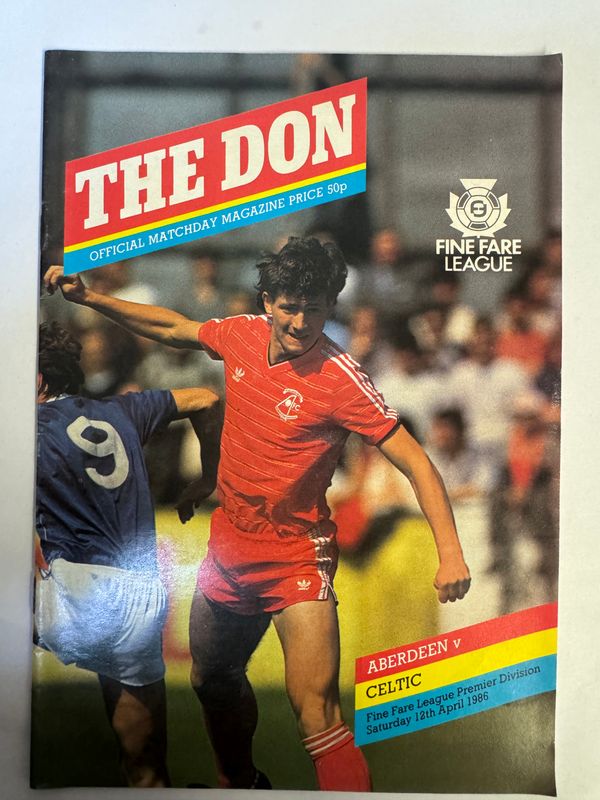 THE DON
OFFICIAL MATCHDAY MAGAZINE PRICE 50p
FINE FARE
LEAGUE
9
ABERDEEN v
CELTIC
Fine Fare League Premier Division
Saturday 12th April 1986